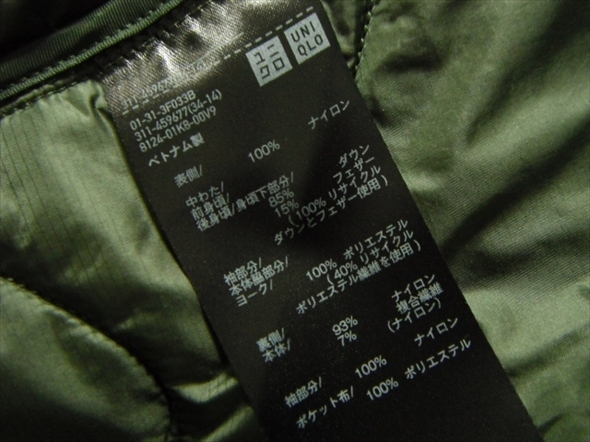 ユニ
クロ
UNI
QLO
01-31-3F033B
311-459677(34-14)
8124-01K8-00V9
ベトナム製
表側/ 100% ナイロン
中わた/
前身頃/
後身頃/身頃下部分/
85% ダウン
15% フェザー
(100% リサイクル
ダウンとフェザー使用)
袖部分/
本体最部分/
ヨーク/ 100% ポリエステル
(40% リサイクル
ポリエステル繊維を使用)
裏側/
本体/ 93% ナイロン
7% 複合繊維
(ナイロン)
袖部分/ 100% ナイロン
ポケット布/ 100% ポリエステル